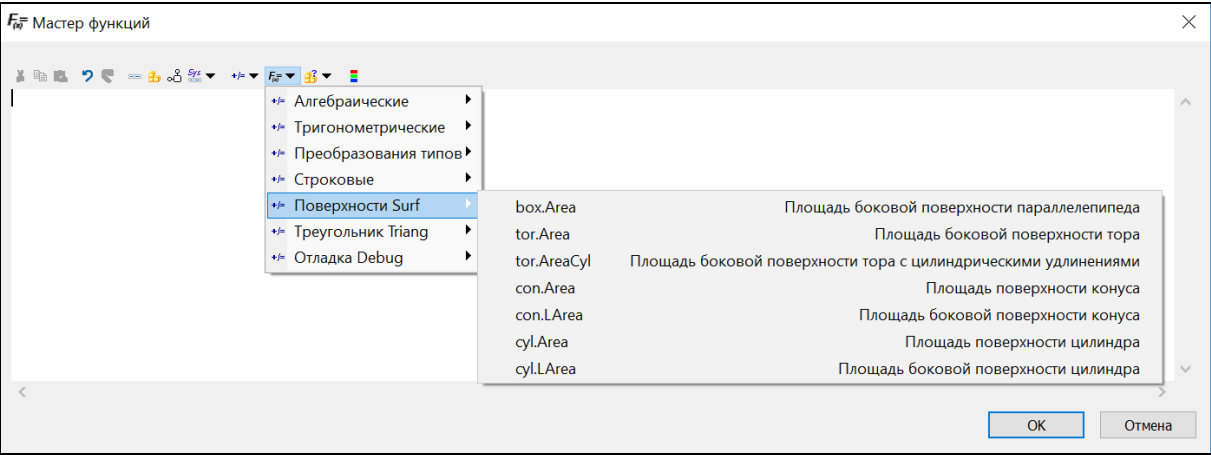 F= F(x) Мастер функций
Sys +/= F= F(x)
+/= Алгебраические
+/= Тригонометрические
+/= Преобразования типов
+/= Строковые
+/= Поверхности Surf
+/= Треугольник Triang
+/= Отладка Debug
box.Area Площадь боковой поверхности параллелепипеда
tor.Area Площадь боковой поверхности тора
tor.AreaCyl Площадь боковой поверхности тора с цилиндрическими удлинениями
con.Area Площадь поверхности конуса
con.LArea Площадь боковой поверхности конуса
cyl.Area Площадь поверхности цилиндра
cyl.LArea Площадь боковой поверхности цилиндра
OK Отмена